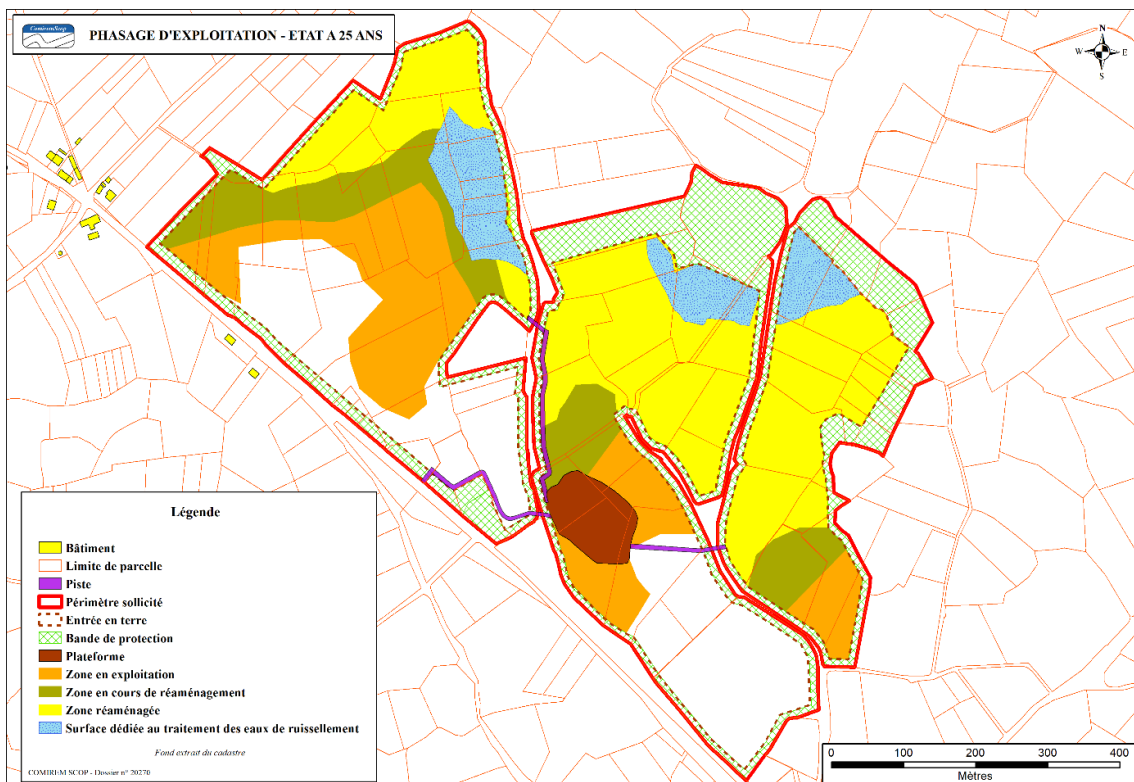 ComiremScop
PHASAGE D'EXPLOITATION - ETAT A 25 ANS
N
W E
S
Légende
Bâtiment
Limite de parcelle
Piste
Périmètre sollicité
Entrée en terre
Bande de protection
Plateforme
Zone en exploitation
Zone en cours de réaménagement
Zone réaménagée
Surface dédiée au traitement des eaux de ruissellement
Fond extrait du cadastre
COMIREM SCOP - Dossier n° 20270
0 100 200 300 400
Mètres